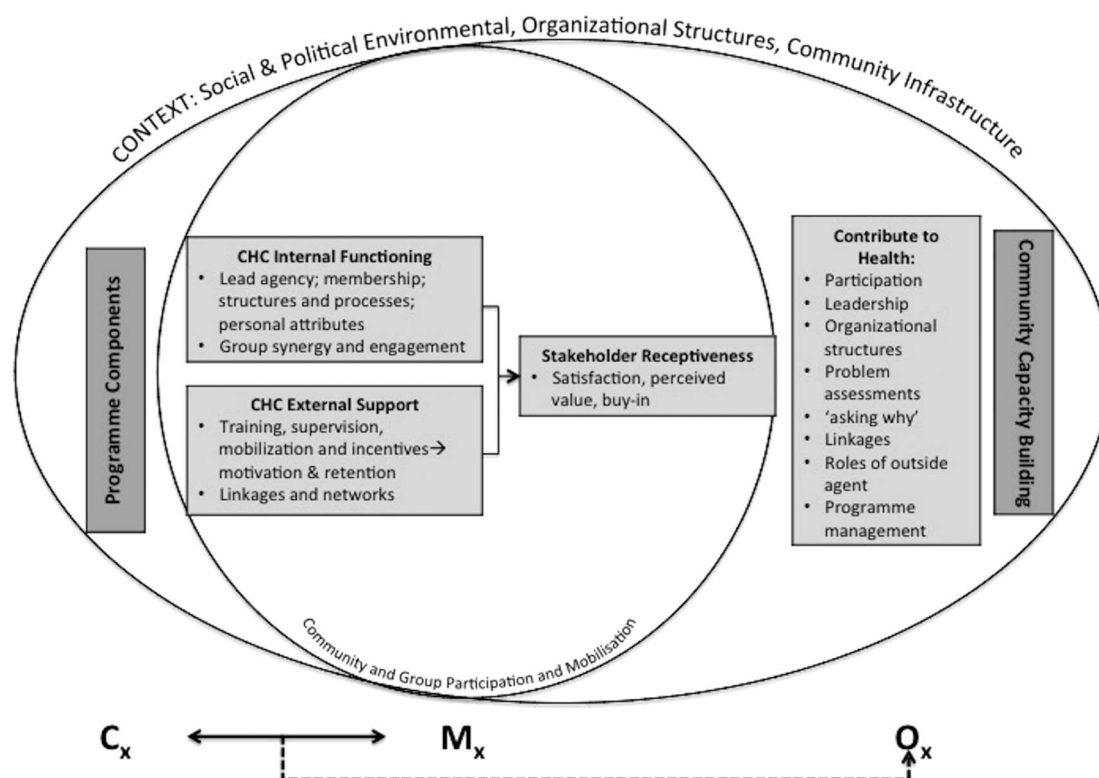 CONTEXT: Social & Political Environmental, Organizational Structures, Community Infrastructure
Programme Components
CHC Internal Functioning
• Lead agency; membership;
structures and processes;
personal attributes
• Group synergy and engagement
CHC External Support
• Training, supervision,
mobilization and incentives→
motivation & retention
• Linkages and networks
Stakeholder Receptiveness
• Satisfaction, perceived
value, buy-in
Contribute to
Health:
• Participation
• Leadership
• Organizational
structures
• Problem
assessments
• ‘asking why’
• Linkages
• Roles of outside
agent
• Programme
management
Community Capacity Building
Community and Group Participation and Mobilisation
Cx
Mx
Ox